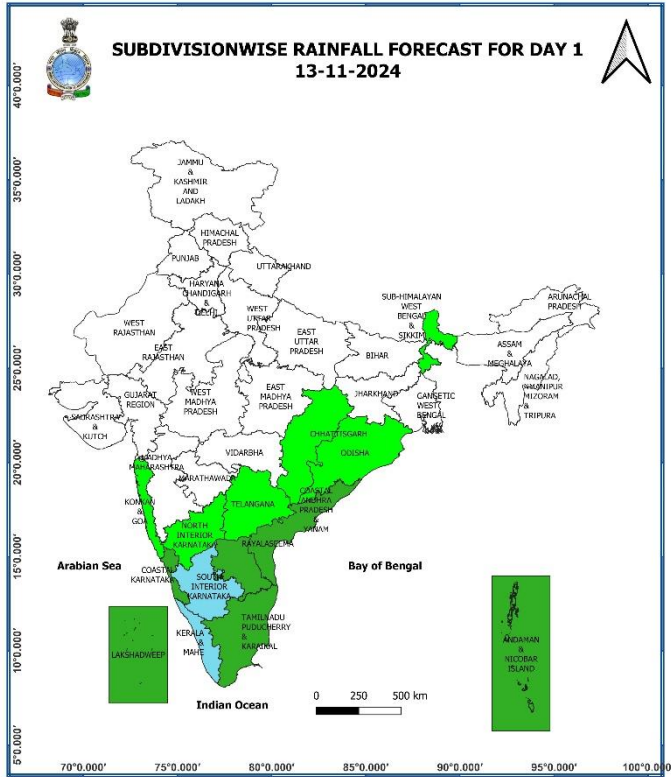 SUBDIVISIONWISE RAINFALL FORECAST FOR DAY 1
13-11-2024
40°0.000'
35°0.000'
30°0.000'
25°0.000'
20°0.000'
15°0.000'
10°0.000'
5°0.000'
JAMMU
&
KASHMIR
AND
LADAKH
HIMACHAL
PRADESH
PUNJAB
UTTARAKHAND
HARYANA
CHANDIGARH
&
DELHI
WEST
RAJASTHAN
EAST
RAJASTHAN
WEST
UTTAR
PRADESH
EAST
UTTAR
PRADESH
SUB-HIMALAYAN
WEST
BENGAL
&
SIKKIM
ARUNACHAL
PRADESH
ASSAM
&
MEGHALAYA
NAGALAD,
MANIPUR
MIZORAM
&
TRIPURA
BIHAR
JHARKHAND
GANGETIC
WEST
BENGAL
GUJARAT
REGION
SAURASHTRA
&
KUTCH
WEST
MADHYA
PRADESH
EAST
MADHYA
PRADESH
CHHATTISGARH
ODISHA
VIDARBHA
MADHYA
MAHARASHTRA
MARATHAWADA
KONKAN
&
GOA
TELANGANA
COASTAL
ANDHRA
PRADESH
&
YANAM
NORTH
INTERIOR
KARNATAKA
RAYALASEEMA
COASTAL
KARNATAKA
SOUTH
INTERIOR
KARNATAKA
Arabian Sea
Bay of Bengal
KERALA
&
MAHE
TAMILNADU
PUDUCHERRY
&
KARAIKAL
LAKSHADWEEP
ANDAMAN
&
NICOBAR
ISLAND
Indian Ocean
0 250 500 km
70°0.000' 75°0.000' 80°0.000' 85°0.000' 90°0.000' 95°0.000' 100°0.000'